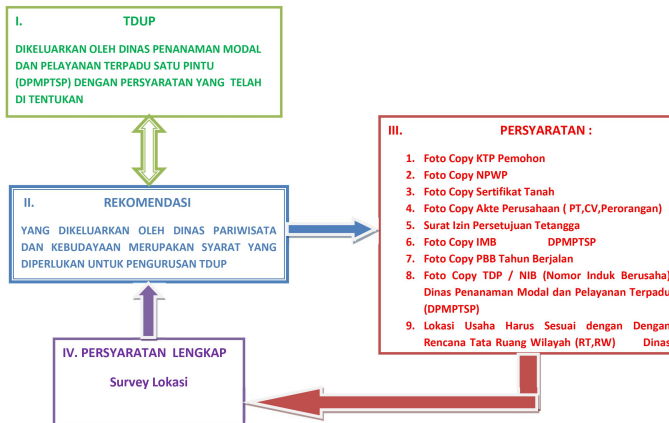 I. TDUP
DIKELUARKAN OLEH DINAS PENANAMAN MODAL
DAN PELAYANAN TERPADU SATU PINTU
(DPMPTSP) DENGAN PERSYARATAN YANG TELAH
DI TENTUKAN
II. REKOMENDASI
YANG DIKELUARKAN OLEH DINAS PARIWISATA
DAN KEBUDAYAAN MERUPAKAN SYARAT YANG
DIPERLUKAN UNTUK PENGURUSAN TDUP
III. PERSYARATAN :
1. Foto Copy KTP Pemohon
2. Foto Copy NPWP
3. Foto Copy Sertifikat Tanah
4. Foto Copy Akte Perusahaan ( PT,CV,Perorangan)
5. Surat Izin Persetujuan Tetangga
6. Foto Copy IMB DPMPTSP
7. Foto Copy PBB Tahun Berjalan
8. Foto Copy TDP / NIB (Nomor Induk Berusaha)
Dinas Penanaman Modal dan Pelayanan Terpadu
(DPMPTSP)
9. Lokasi Usaha Harus Sesuai dengan Dengan
Rencana Tata Ruang Wilayah (RT,RW) Dinas
IV. PERSYARATAN LENGKAP
Survey Lokasi